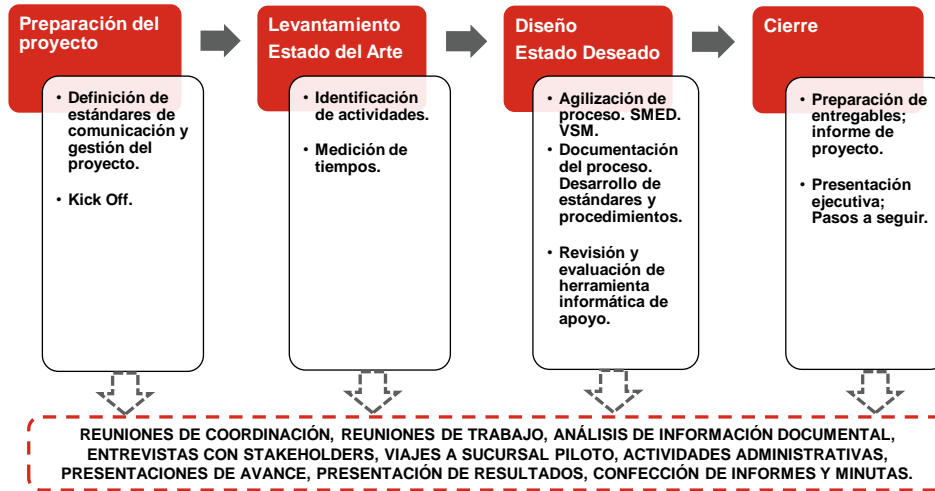 Preparación del
proyecto
• Definición de
estándares de
comunicación y
gestión del
proyecto.
• Kick Off.
Levantamiento
Estado del Arte
• Identificación
de actividades.
• Medición de
tiempos.
Diseño
Estado Deseado
• Agilización de
proceso. SMED.
VSM.
• Documentación
del proceso.
Desarrollo de
estándares y
procedimientos.
• Revisión y
evaluación de
herramienta
informática de
apoyo.
Cierre
• Preparación de
entregables;
informe de
proyecto.
• Presentación
ejecutiva;
Pasos a seguir.
REUNIONES DE COORDINACIÓN, REUNIONES DE TRABAJO, ANÁLISIS DE INFORMACIÓN DOCUMENTAL,
ENTREVISTAS CON STAKEHOLDERS, VIAJES A SUCURSAL PILOTO, ACTIVIDADES ADMINISTRATIVAS,
PRESENTACIONES DE AVANCE, PRESENTACIÓN DE RESULTADOS, CONFECCIÓN DE INFORMES Y MINUTAS.